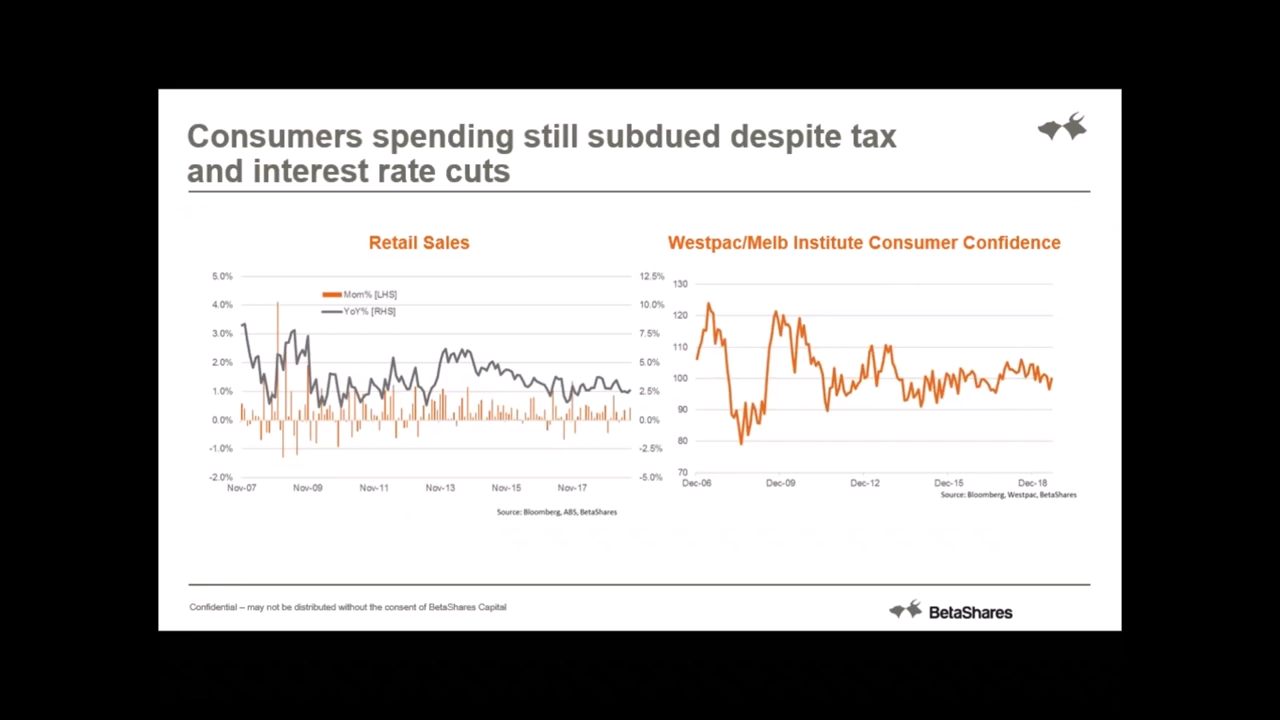 Consumers spending still subdued despite tax
and interest rate cuts
Retail Sales
5.0%
4.0%
3.0%
2.0%
1.0%
0.0%
-1.0%
-2.0%
Mom% [LHS]
YoY% [RHS]
12.5%
10.0%
7.5%
5.0%
2.5%
0.0%
-2.5%
-5.0%
Nov-07 Nov-09 Nov-11 Nov-13 Nov-15 Nov-17
Source: Bloomberg, ABS, BetaShares
Westpac/Melb Institute Consumer Confidence
130
120
110
100
90
80
70
Dec-06 Dec-09 Dec-12 Dec-15 Dec-18
Source: Bloomberg, Westpac, BetaShares
Confidential – may not be distributed without the consent of BetaShares Capital
BetaShares